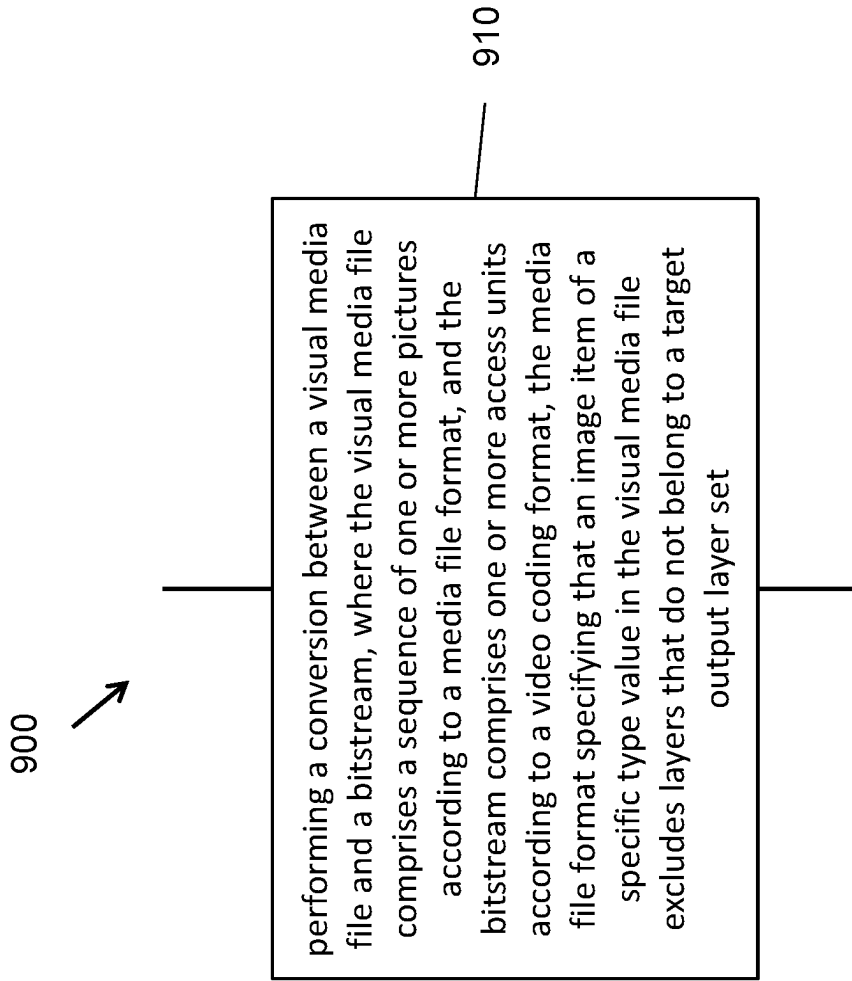 900
performing a conversion between a visual media
file and a bitstream, where the visual media file
comprises a sequence of one or more pictures
according to a media file format, and the
bitstream comprises one or more access units
according to a video coding format, the media
file format specifying that an image item of a
specific type value in the visual media file
excludes layers that do not belong to a target
output layer set
910